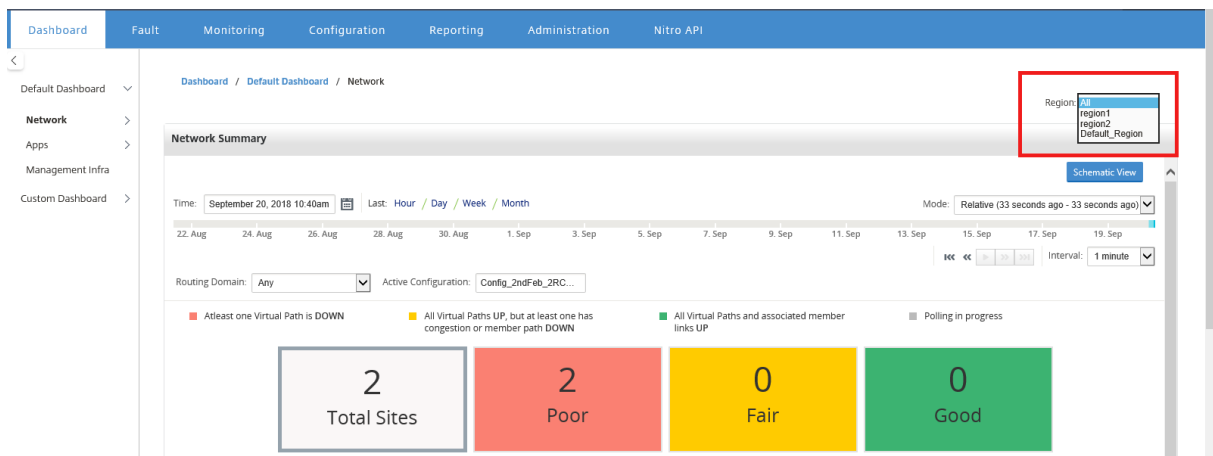 Dashboard Fault Monitoring Configuration Reporting Administration Nitro API
Default Dashboard
Network
Apps
Management Infra
Custom Dashboard
Dashboard / Default Dashboard / Network
Region: All
region1
region2
Default_Region
Network Summary
Schematic View
Time: September 20, 2018 10:40am Last: Hour / Day / Week / Month Mode: Relative (33 seconds ago - 33 seconds ago)
22. Aug 24. Aug 26. Aug 28. Aug 30. Aug 1. Sep 3. Sep 5. Sep 7. Sep 9. Sep 11. Sep 13. Sep 15. Sep 17. Sep 19. Sep
Interval: 1 minute
Routing Domain: Any Active Configuration: Config_2ndFeb_2RC...
Atleast one Virtual Path is DOWN
All Virtual Paths UP, but at least one has
congestion or member path DOWN
All Virtual Paths and associated member
links UP
Polling in progress
2
Total Sites
2
Poor
0
Fair
0
Good